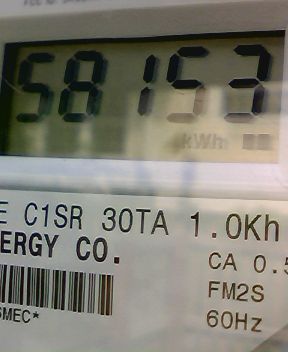 58153
kWh
E C1SR 30TA 1.0Kh
ERGY CO.
CA 0.5
FM2S
SMEC*
60Hz